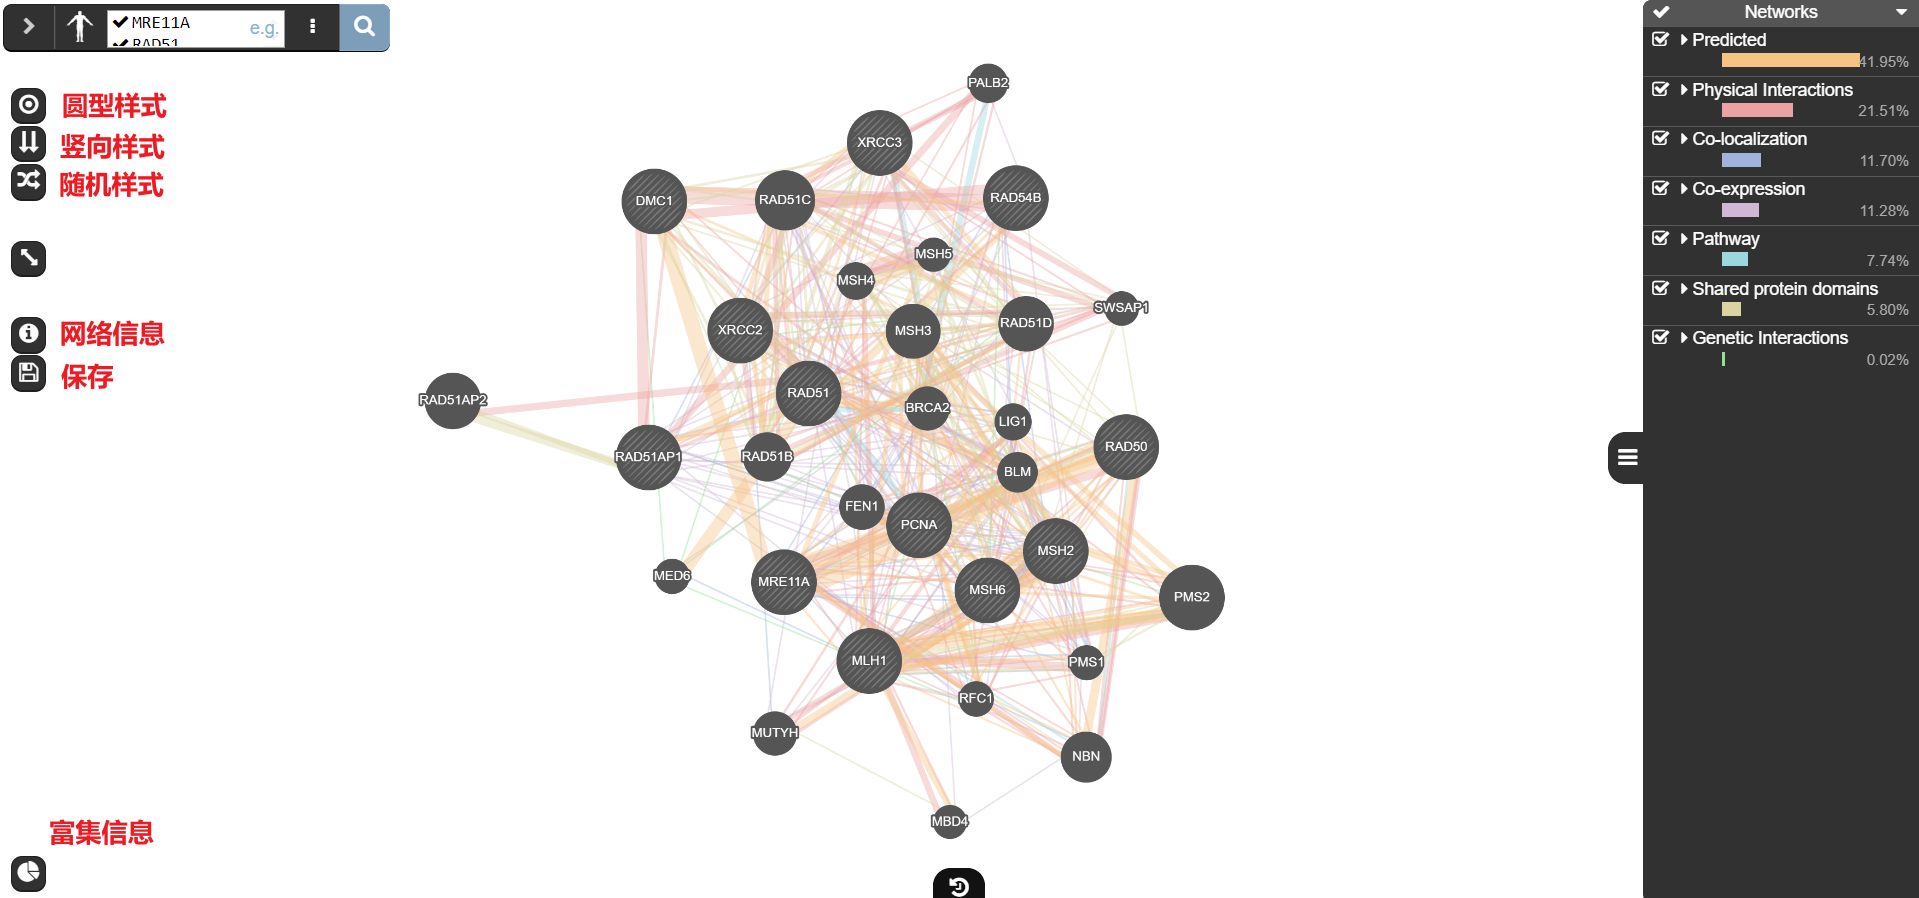 MRE11A
RAD51
e.g.
圆型样式
竖向样式
随机样式
网络信息
保存
富集信息
PALB2
XRCC3
DMC1
RAD51C
RAD54B
MSH5
MSH4
SWSAP1
XRCC2
MSH3
RAD51D
RAD51
RAD51AP2
BRCA2
LIG1
RAD50
RAD51AP1
RAD51B
BLM
FEN1
PCNA
MSH2
MED6
MRE11A
MSH6
PMS2
MLH1
PMS1
RFC1
MUTYH
NBN
MBD4
Networks
Predicted
41.95%
Physical Interactions
21.51%
Co-localization
11.70%
Co-expression
11.28%
Pathway
7.74%
Shared protein domains
5.80%
Genetic Interactions
0.02%